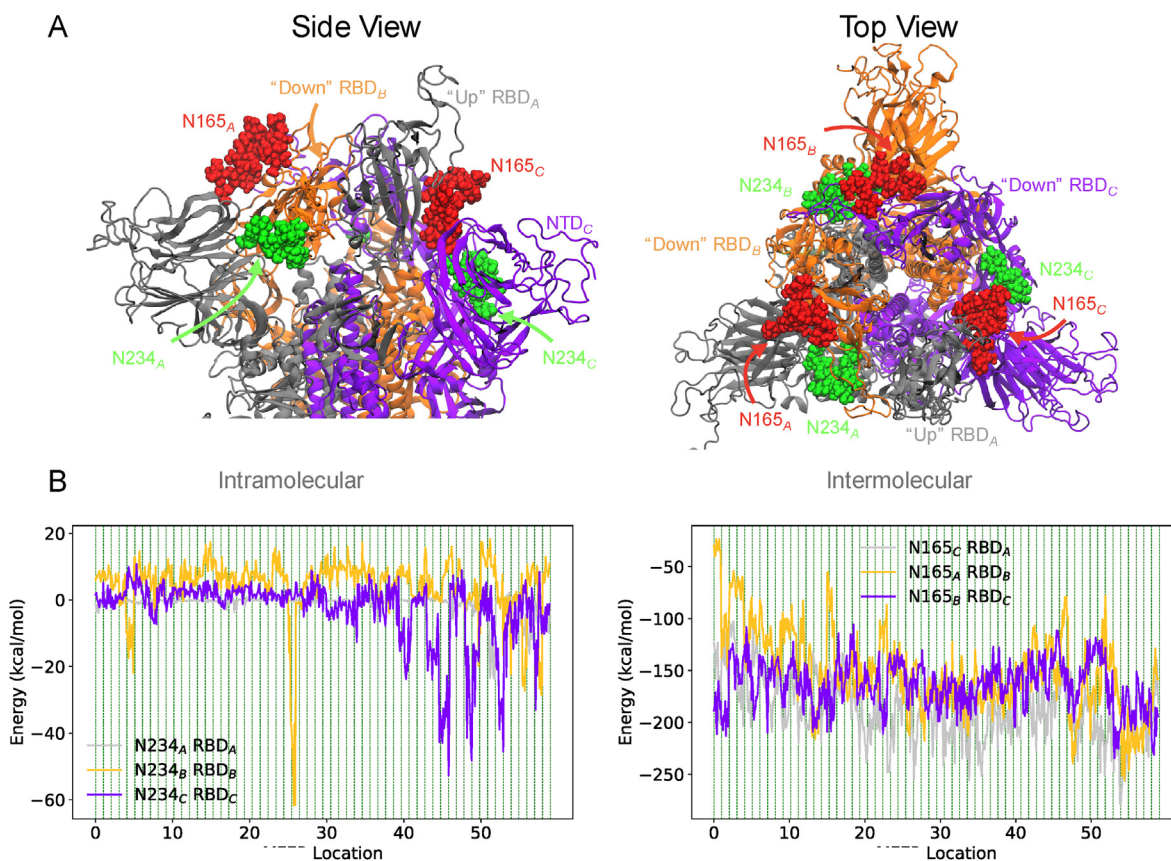 A
Side View
Top View
"Down" RBD_B
"Up" RBD_A
N165_A
N165_C
NTD_C
N234_A
N234_C
N165_B
N234_B
"Down" RBD_C
"Down" RBD_B
N234_C
N165_C
N165_A
N234_A
"Up" RBD_A
B
Intramolecular
Intermolecular
20
0
−20
−40
−60
Energy (kcal/mol)
N234_A RBD_A
N234_B RBD_B
N234_C RBD_C
0 10 20 30 40 50
Location
−50
−100
−150
−200
−250
Energy (kcal/mol)
N165_C RBD_A
N165_A RBD_B
N165_B RBD_C
0 10 20 30 40 50
Location